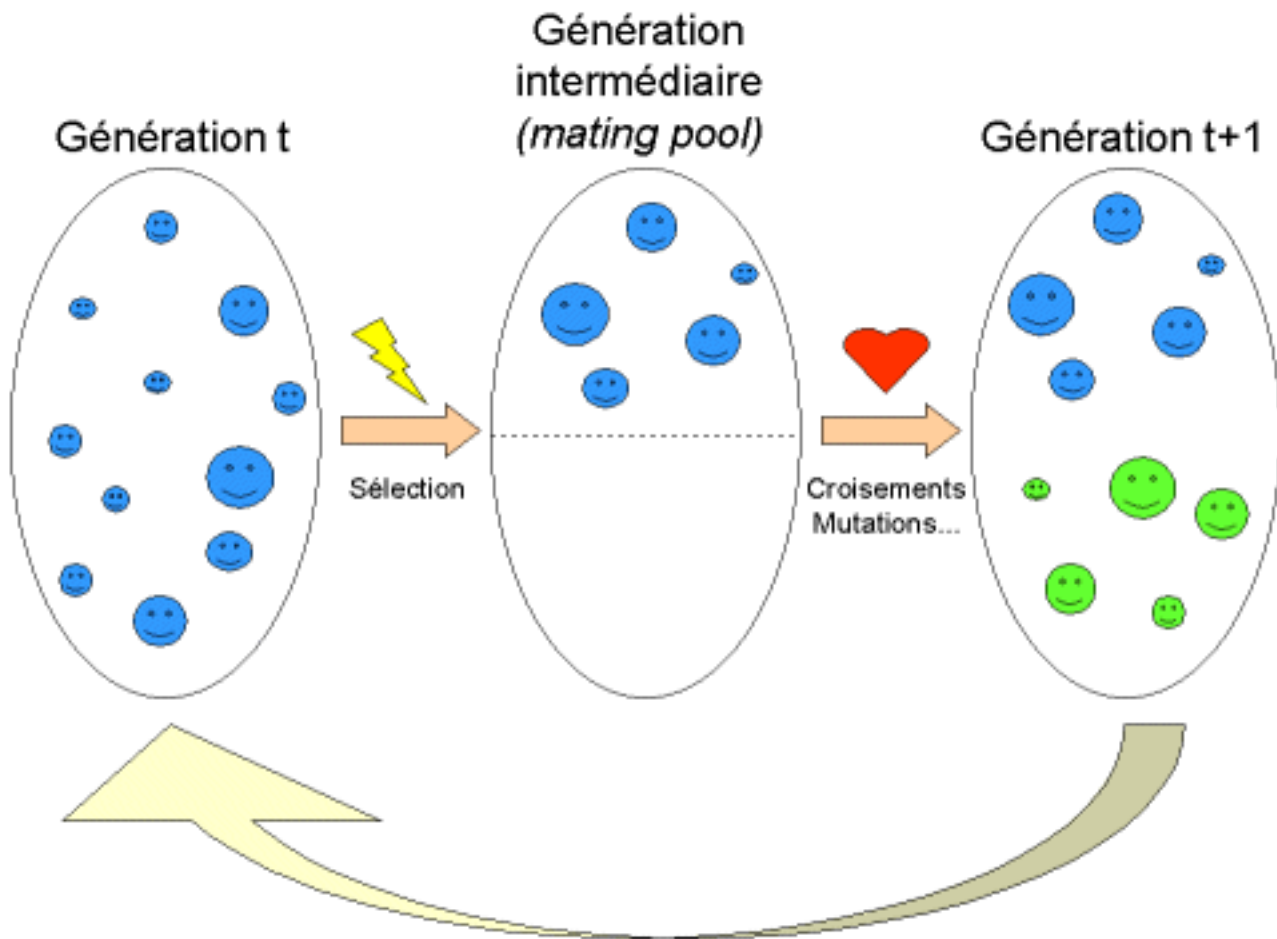 Génération t
Génération
intermédiaire
(mating pool)
Génération t+1
Sélection
Croisements
Mutations...